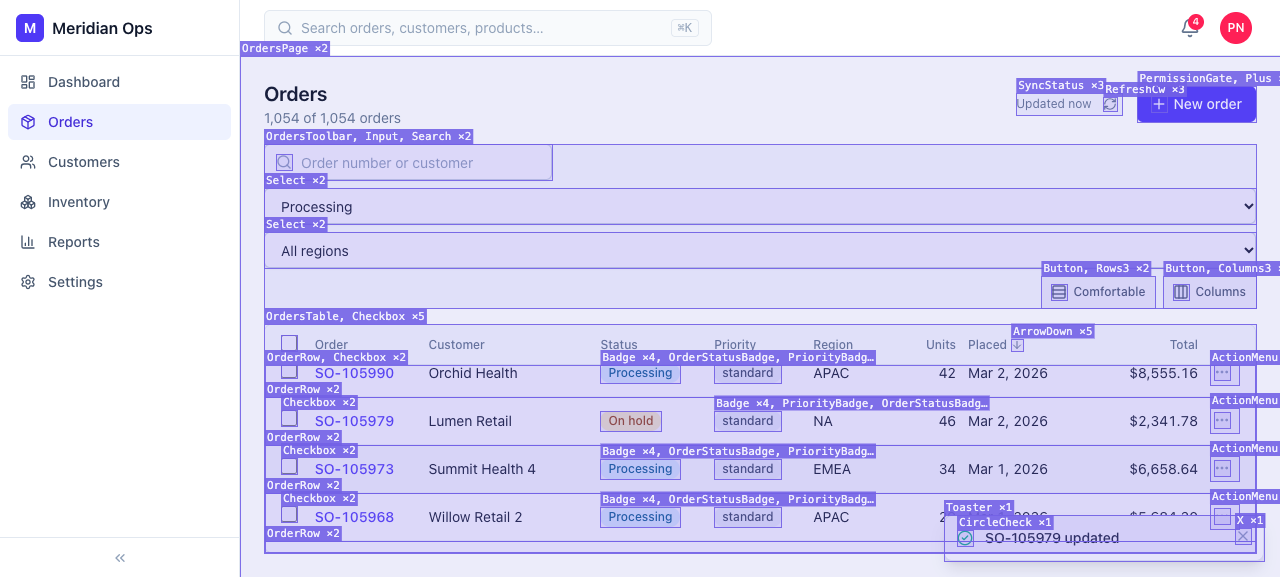 M Meridian Ops
Search orders, customers, products...
⌘K
4
PN
OrdersPage ×2
Dashboard
Orders
Customers
Inventory
Reports
Settings
«
Orders
1,054 of 1,054 orders
SyncStatus ×3
RefreshCw ×3
PermissionGate, Plus
Updated now
New order
OrdersToolbar, Input, Search ×2
Order number or customer
Select ×2
Processing
Select ×2
All regions
Button, Rows3 ×2
Button, Columns3
Comfortable
Columns
OrdersTable, Checkbox ×5
ArrowDown ×5
Order Customer Status Priority Region Units Placed Total
OrderRow, Checkbox ×2
Badge ×4, OrderStatusBadge, PriorityBadg…
ActionMenu
SO-105990 Orchid Health Processing standard APAC 42 Mar 2, 2026 $8,555.16
OrderRow ×2
Checkbox ×2
Badge ×4, PriorityBadge, OrderStatusBadg…
ActionMenu
SO-105979 Lumen Retail On hold standard NA 46 Mar 2, 2026 $2,341.78
OrderRow ×2
Checkbox ×2
Badge ×4, OrderStatusBadge, PriorityBadg…
ActionMenu
SO-105973 Summit Health 4 Processing standard EMEA 34 Mar 1, 2026 $6,658.64
OrderRow ×2
Checkbox ×2
Badge ×4, OrderStatusBadge, PriorityBadg…
ActionMenu
SO-105968 Willow Retail 2 Processing standard APAC
OrderRow ×2
Toaster ×1
CircleCheck ×1
X ×1
SO-105979 updated